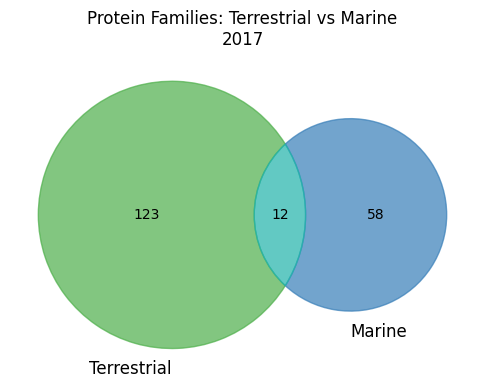 Protein Families: Terrestrial vs Marine
2017
123
12
58
Marine
Terrestrial